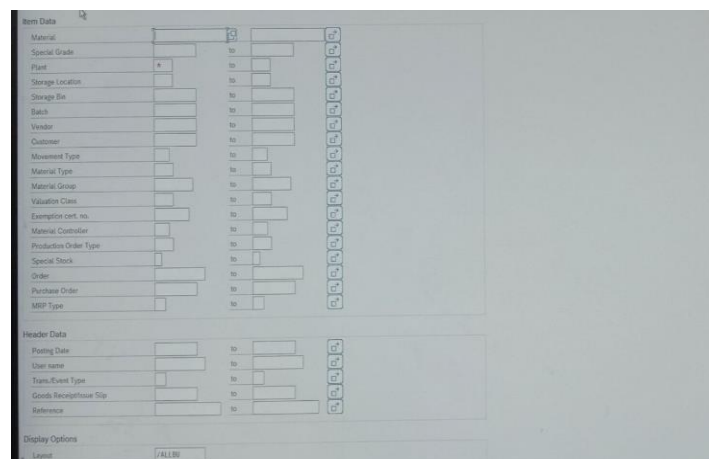 Item Data
Material
Special Grade to
Plant * to
Storage Location to
Storage Bin to
Batch to
Vendor to
Customer to
Movement Type to
Material Type to
Material Group to
Valuation Class to
Exemption cert. no. to
Material Controller to
Production Order Type to
Special Stock to
Order to
Purchase Order to
MRP Type to
Header Data
Posting Date to
User name to
Trans./Event Type to
Goods Receipt/Issue Slip to
Reference to
Display Options
Layout /ALLBU